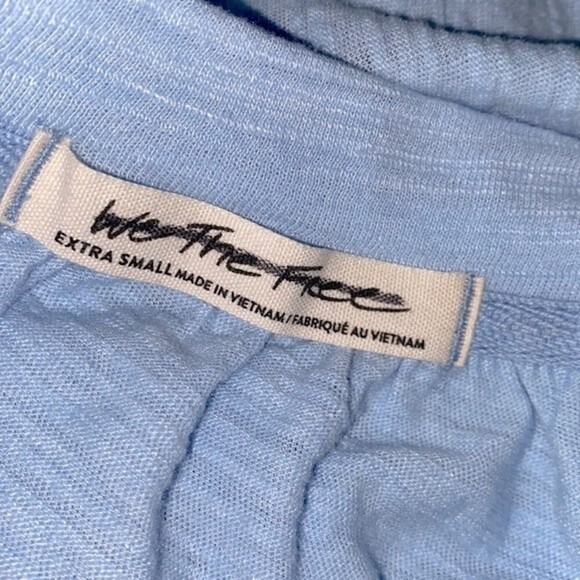 We The Free
EXTRA SMALL MADE IN VIETNAM/FABRIQUÉ AU VIETNAM